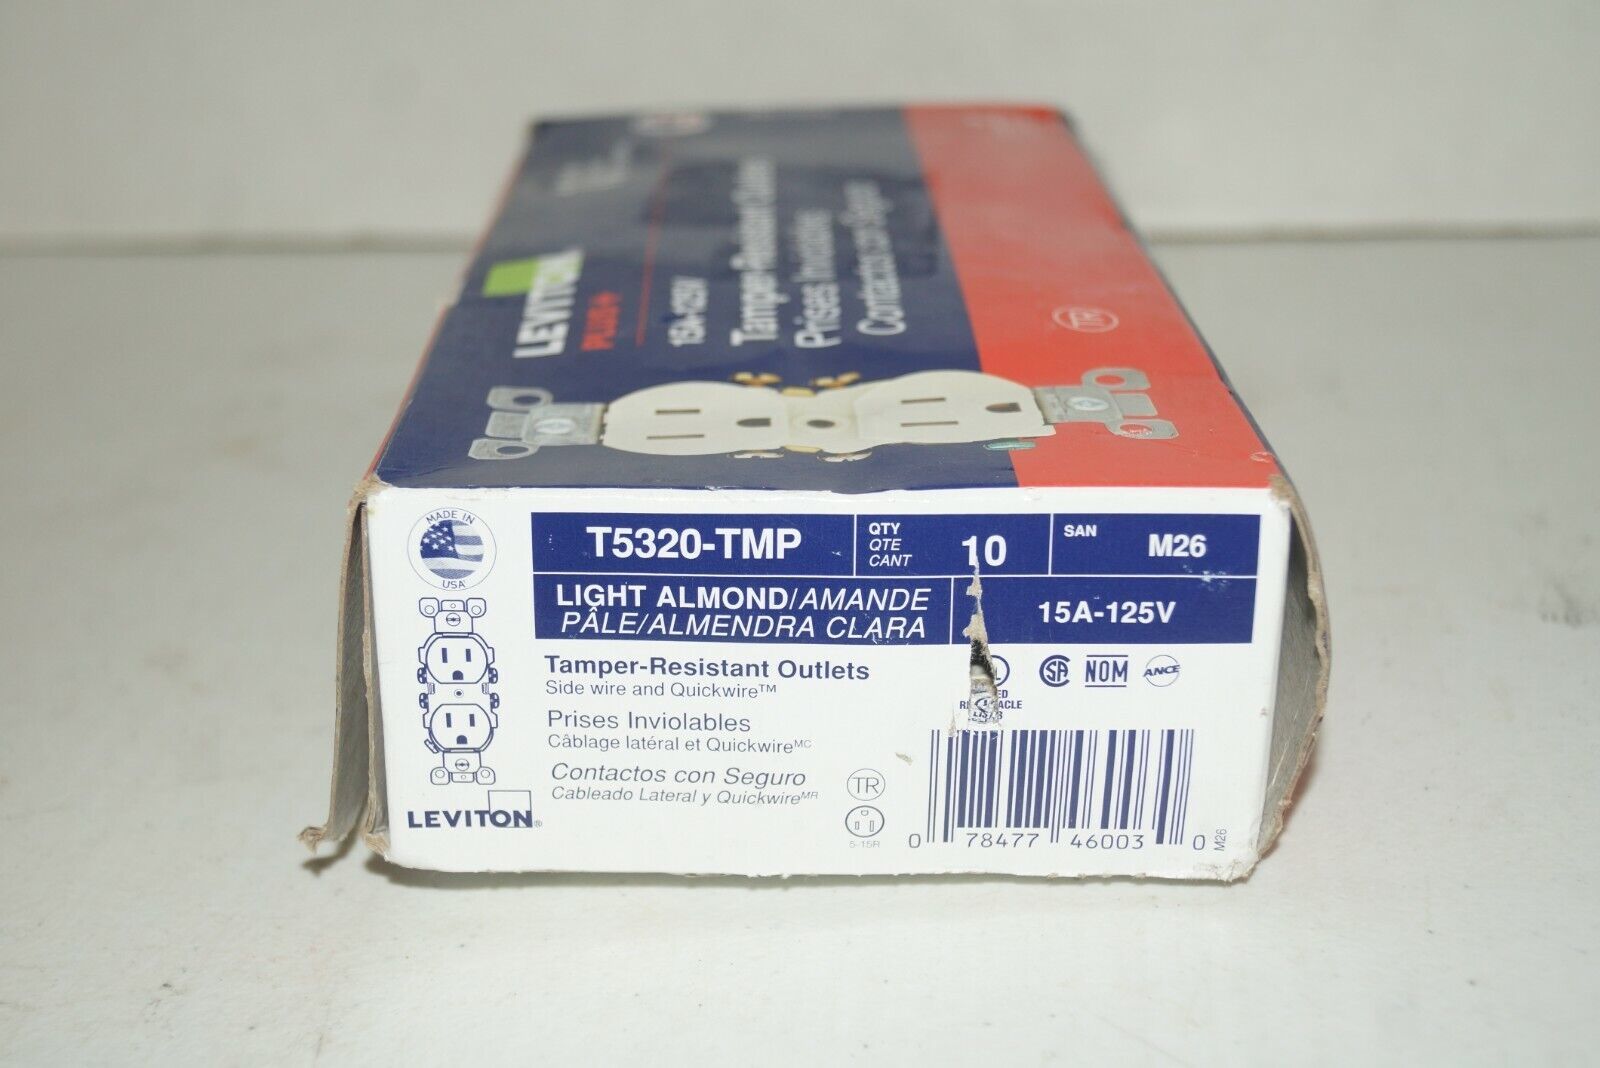 LEVITON
PLUS+
15A-125V
Tamper-Resistant Outlets
Prises Inviolables
Contactos con Seguro
TR
MADE IN
USA
T5320-TMP
QTY
QTE
CANT
10
SAN
M26
LIGHT ALMOND/AMANDE
PÂLE/ALMENDRA CLARA
15A-125V
Tamper-Resistant Outlets
Side wire and Quickwire™
Prises Inviolables
Câblage latéral et Quickwire MC
Contactos con Seguro
Cableado Lateral y Quickwire MR
NOM
ANCE
TR
5-15R
LEVITON®
0 78477 46003 0
M26